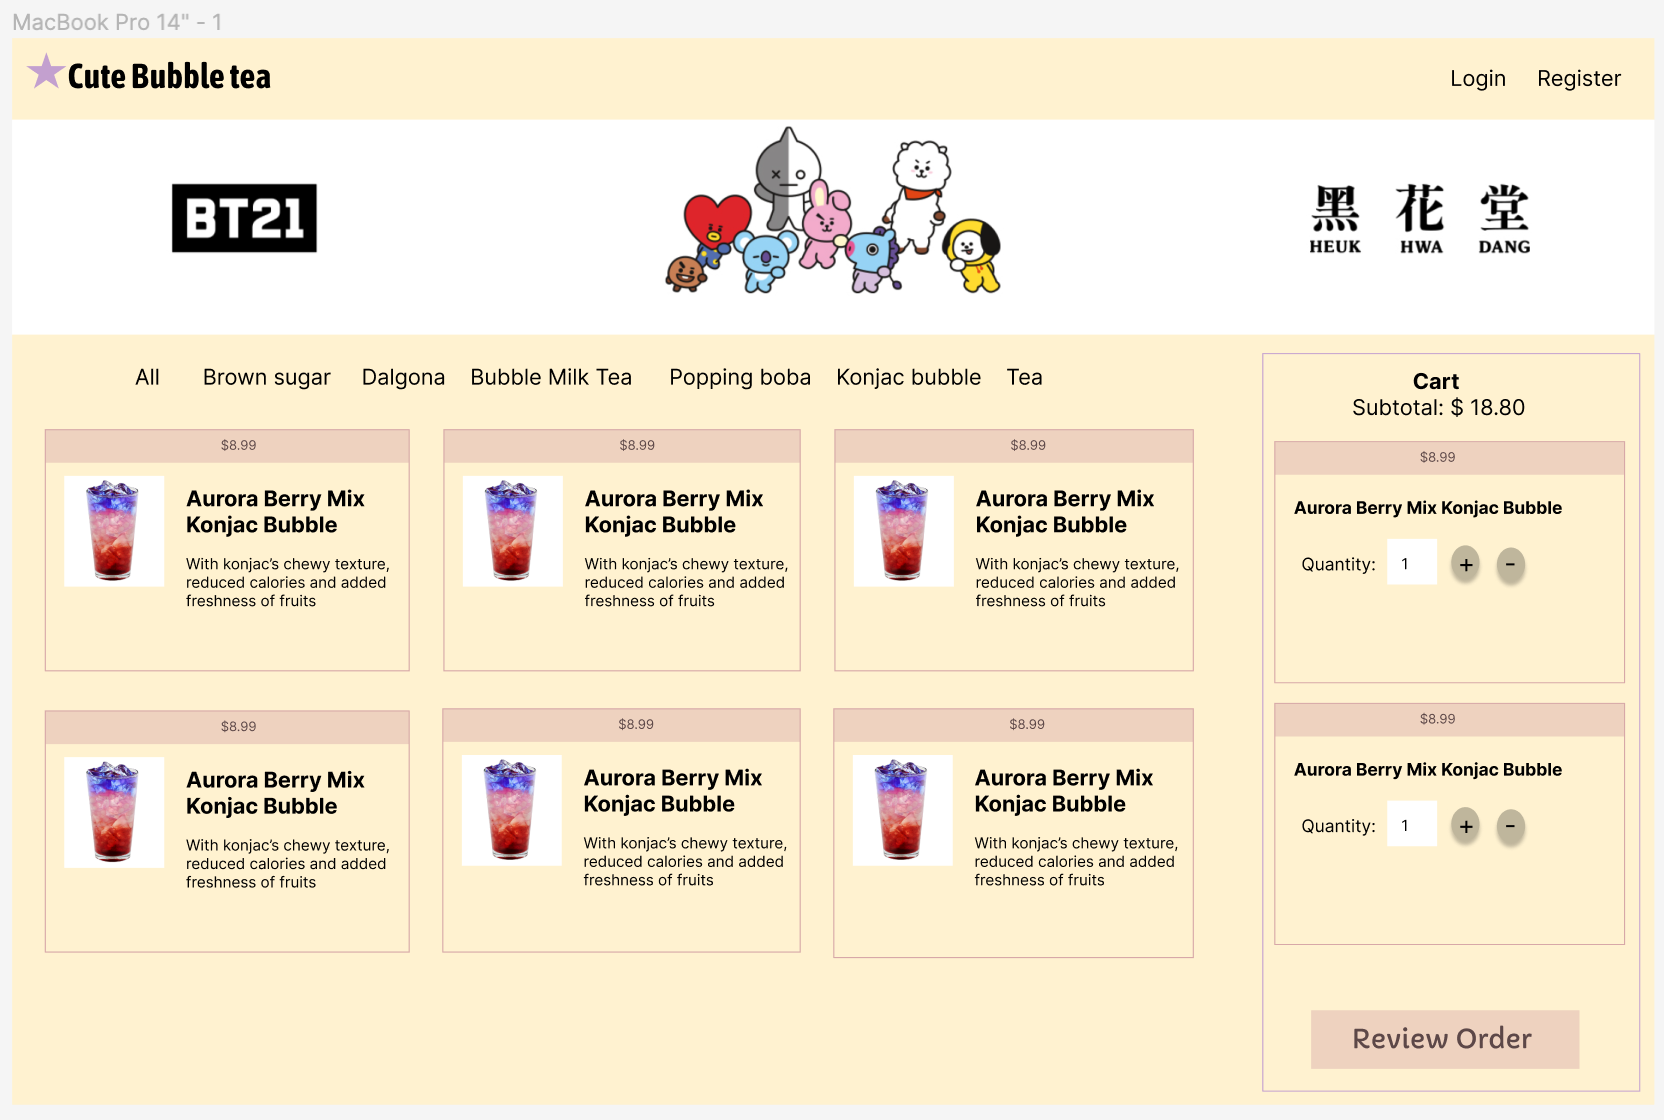 MacBook Pro 14" - 1
Cute Bubble tea
Login
Register
BT21
黑 花 堂
HEUK HWA DANG
All
Brown sugar
Dalgona
Bubble Milk Tea
Popping boba
Konjac bubble
Tea
$8.99
Aurora Berry Mix
Konjac Bubble
With konjac’s chewy texture,
reduced calories and added
freshness of fruits
$8.99
Aurora Berry Mix
Konjac Bubble
With konjac’s chewy texture,
reduced calories and added
freshness of fruits
$8.99
Aurora Berry Mix
Konjac Bubble
With konjac’s chewy texture,
reduced calories and added
freshness of fruits
$8.99
Aurora Berry Mix
Konjac Bubble
With konjac’s chewy texture,
reduced calories and added
freshness of fruits
$8.99
Aurora Berry Mix
Konjac Bubble
With konjac’s chewy texture,
reduced calories and added
freshness of fruits
$8.99
Aurora Berry Mix
Konjac Bubble
With konjac’s chewy texture,
reduced calories and added
freshness of fruits
Cart
Subtotal: $ 18.80
$8.99
Aurora Berry Mix Konjac Bubble
Quantity: 1 + -
$8.99
Aurora Berry Mix Konjac Bubble
Quantity: 1 + -
Review Order